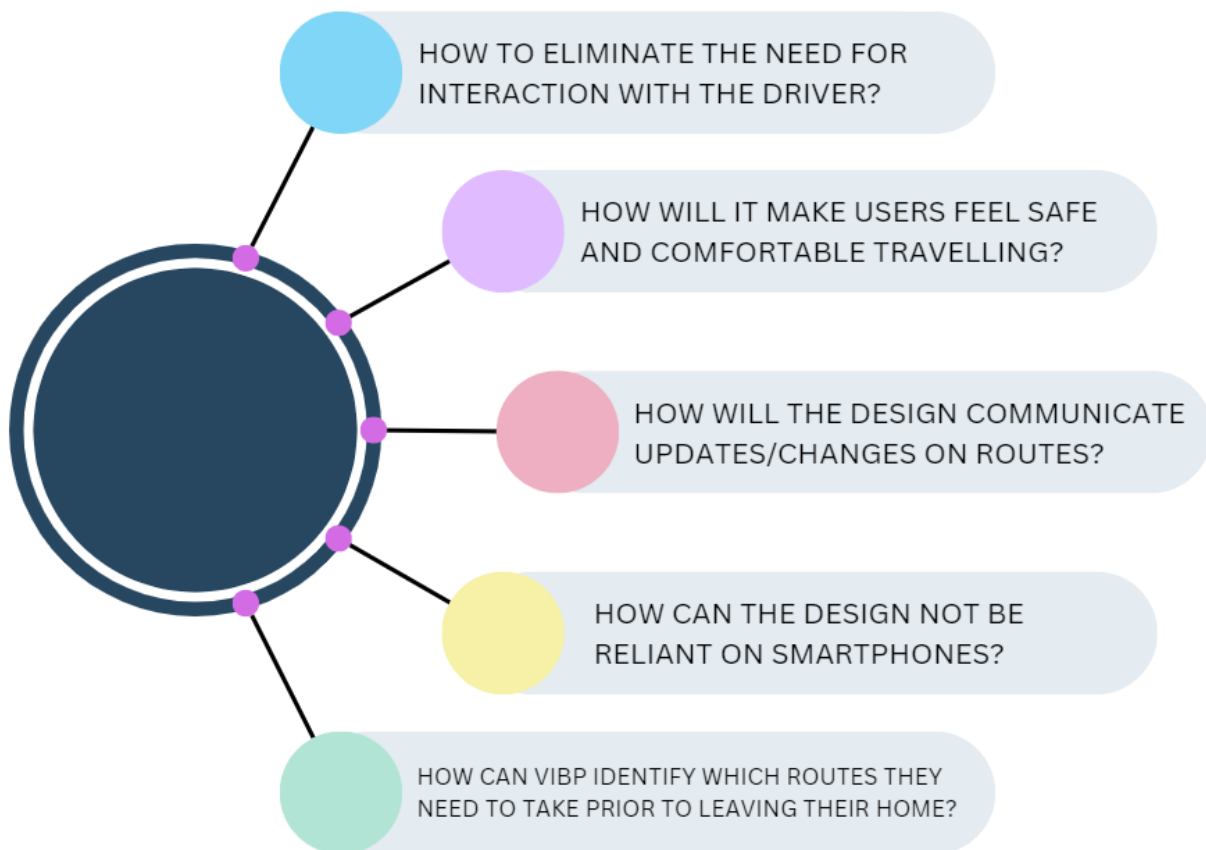 HOW TO ELIMINATE THE NEED FOR
INTERACTION WITH THE DRIVER?
HOW WILL IT MAKE USERS FEEL SAFE
AND COMFORTABLE TRAVELLING?
HOW WILL THE DESIGN COMMUNICATE
UPDATES/CHANGES ON ROUTES?
HOW CAN THE DESIGN NOT BE
RELIANT ON SMARTPHONES?
HOW CAN VIBP IDENTIFY WHICH ROUTES THEY
NEED TO TAKE PRIOR TO LEAVING THEIR HOME?